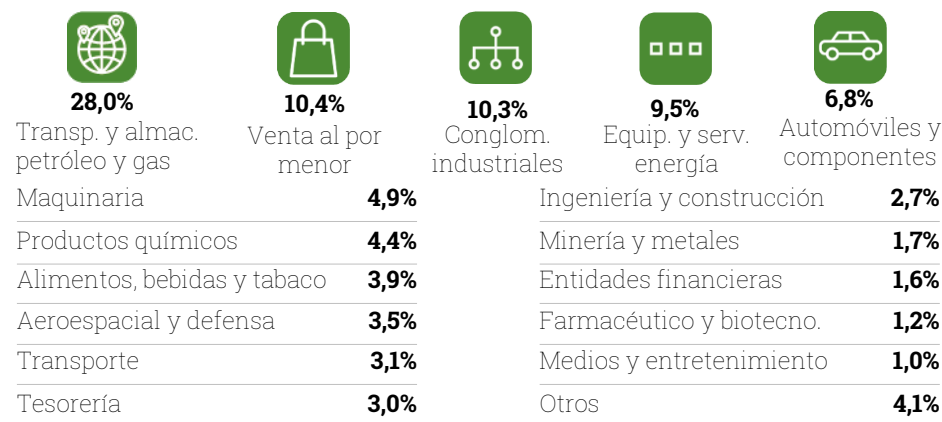 28,0%
Transp. y almac.
petróleo y gas
10,4%
Venta al por
menor
10,3%
Conglom.
industriales
9,5%
Equip. y serv.
energía
6,8%
Automóviles y
componentes
Maquinaria 4,9%
Productos químicos 4,4%
Alimentos, bebidas y tabaco 3,9%
Aeroespacial y defensa 3,5%
Transporte 3,1%
Tesorería 3,0%
Ingeniería y construcción 2,7%
Minería y metales 1,7%
Entidades financieras 1,6%
Farmacéutico y biotecno. 1,2%
Medios y entretenimiento 1,0%
Otros 4,1%